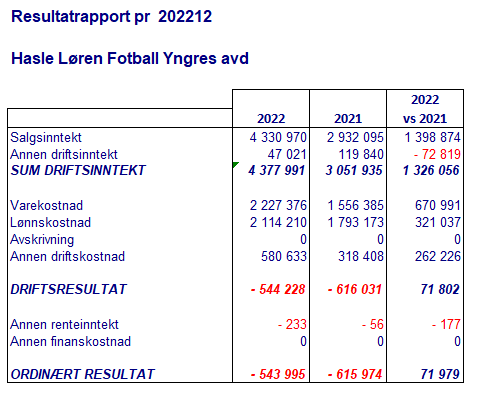 Resultatrapport pr 202212
Hasle Løren Fotball Yngres avd
2022
2022 2021 vs 2021
Salgsinntekt 4 330 970 2 932 095 1 398 874
Annen driftsinntekt 47 021 119 840 - 72 819
SUM DRIFTSINNTEKT 4 377 991 3 051 935 1 326 056
Varekostnad 2 227 376 1 556 385 670 991
Lønnskostnad 2 114 210 1 793 173 321 037
Avskrivning 0 0 0
Annen driftskostnad 580 633 318 408 262 226
DRIFTSRESULTAT - 544 228 - 616 031 71 802
Annen renteinntekt - 233 - 56 - 177
Annen finanskostnad 0 0 0
ORDINÆRT RESULTAT - 543 995 - 615 974 71 979